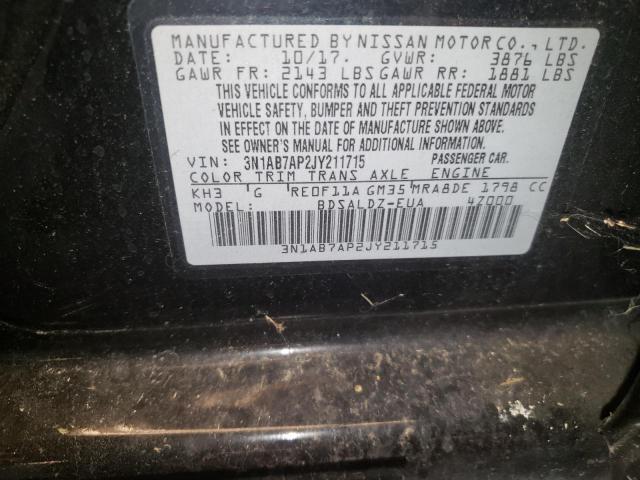 MANUFACTURED BY NISSAN MOTOR CO., LTD.
DATE: 10/17. GVWR: 3876 LBS
GAWR FR: 2143 LBS GAWR RR: 1881 LBS
THIS VEHICLE CONFORMS TO ALL APPLICABLE FEDERAL MOTOR
VEHICLE SAFETY, BUMPER AND THEFT PREVENTION STANDARDS
IN EFFECT ON THE DATE OF MANUFACTURE SHOWN ABOVE.
SEE OWNER'S MANUAL FOR ADDITIONAL INFORMATION.
VIN: 3N1AB7AP2JY211715 PASSENGER CAR.
COLOR TRIM TRANS AXLE ENGINE
KH3 G RE0F11A GM35 MRA8DE 1798 CC
MODEL: BDSALDZ-EUA 4Z000
3N1AB7AP2JY211715